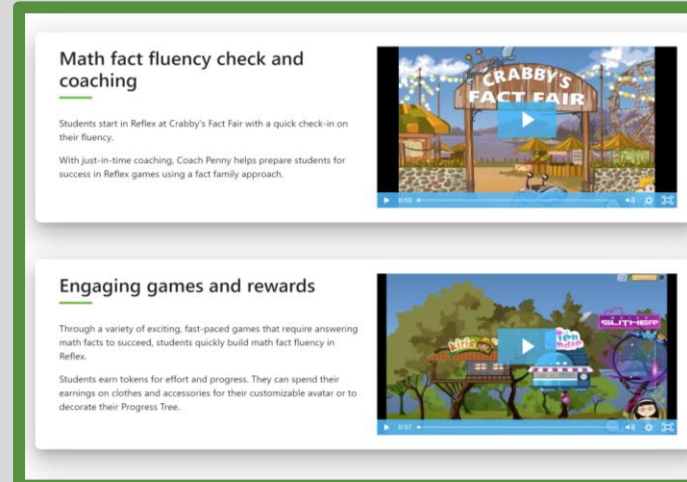 Math fact fluency check and
coaching
Students start in Reflex at Crabby's Fact Fair with a quick check-in on
their fluency.
With just-in-time coaching, Coach Penny helps prepare students for
success in Reflex games using a fact family approach.
CRABBY'S
FACT FAIR
0:55
Engaging games and rewards
Through a variety of exciting, fast-paced games that require answering
math facts to succeed, students quickly build math fact fluency in
Reflex.
Students earn tokens for effort and progress. They can spend their
earnings on clothes and accessories for their customizable avatar or to
decorate their Progress Tree.
SLITHER
0:57